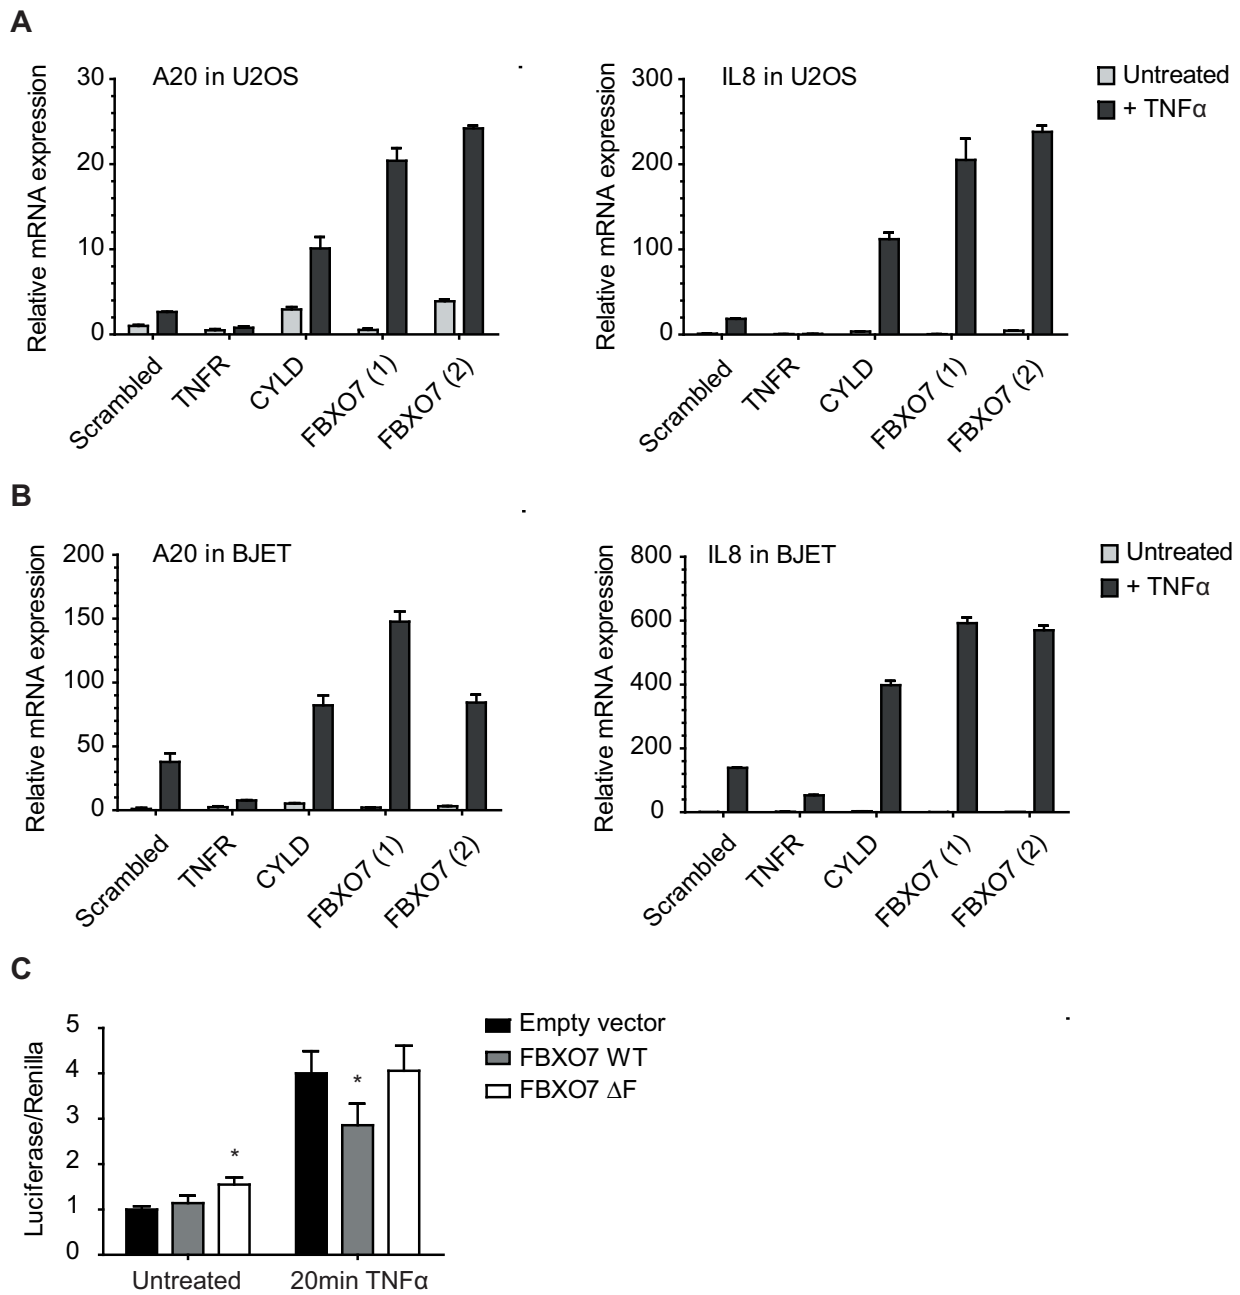 A
A20 in U2OS
Relative mRNA expression
30
20
10
0
Scrambled
TNFR
CYLD
FBXO7 (1)
FBXO7 (2)
IL8 in U2OS
Relative mRNA expression
300
200
100
0
Scrambled
TNFR
CYLD
FBXO7 (1)
FBXO7 (2)
Untreated
+ TNFα
B
A20 in BJET
Relative mRNA expression
200
150
100
50
0
Scrambled
TNFR
CYLD
FBXO7 (1)
FBXO7 (2)
IL8 in BJET
Relative mRNA expression
800
600
400
200
0
Scrambled
TNFR
CYLD
FBXO7 (1)
FBXO7 (2)
Untreated
+ TNFα
C
Luciferase/Renilla
5
4
3
2
1
0
*
*
Untreated
20min TNFα
Empty vector
FBXO7 WT
FBXO7 ΔF